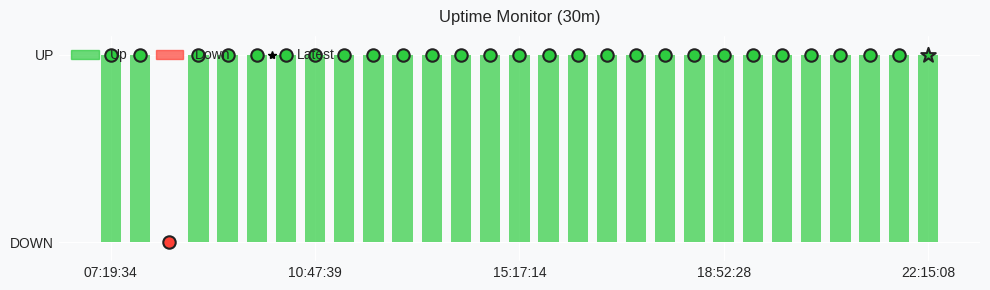 Uptime Monitor (30m)
UP
Up Down Latest
DOWN
07:19:34 10:47:39 15:17:14 18:52:28 22:15:08